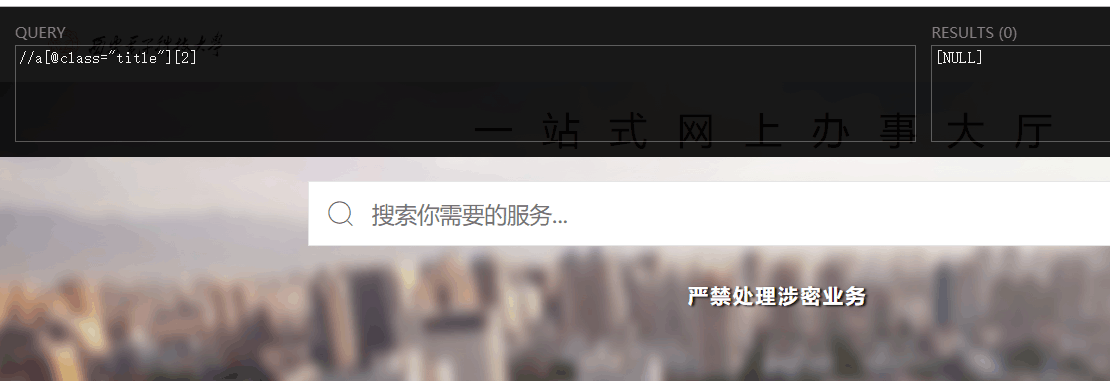 QUERY
RESULTS (0)
//a[@class="title"][2]
[NULL]
一站式网上办事大厅
搜索你需要的服务...
严禁处理涉密业务